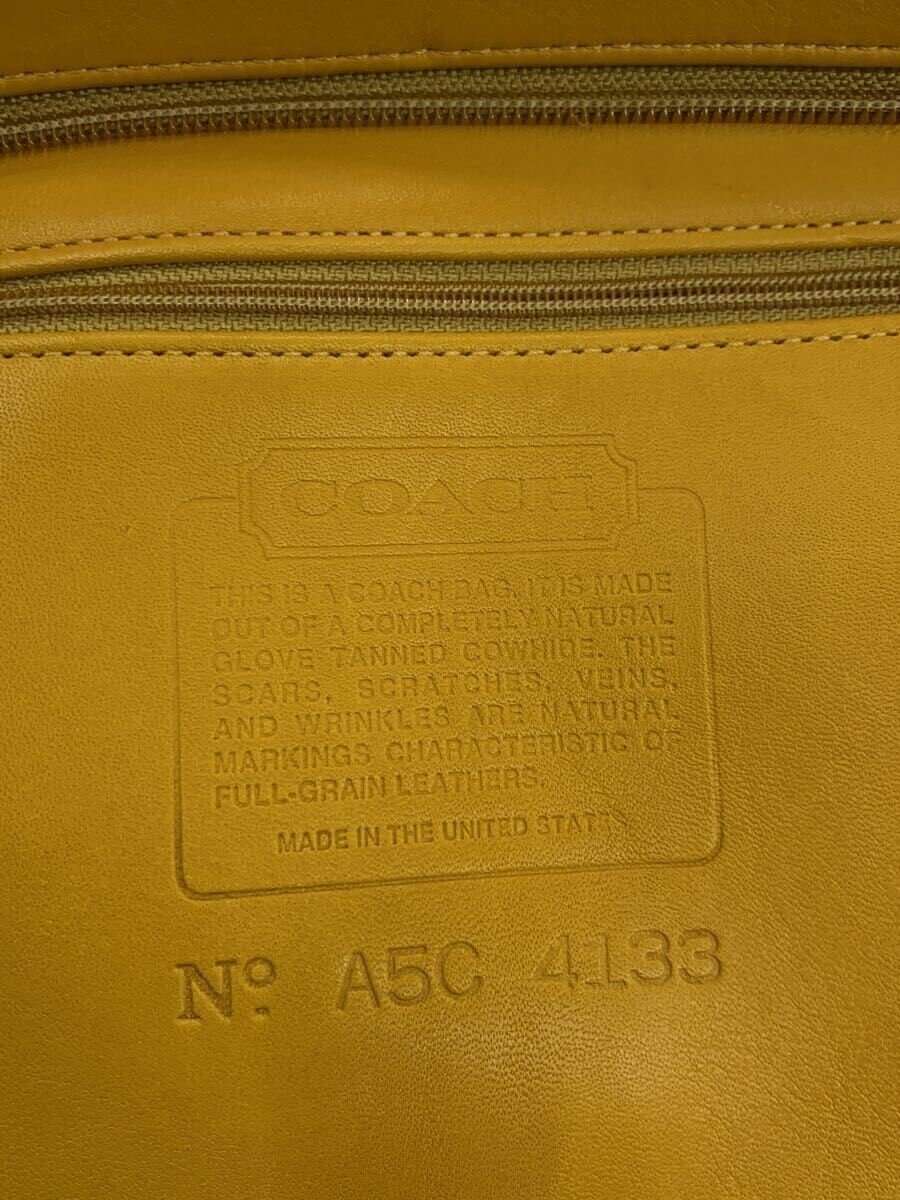 COACH
THIS IS A COACH BAG. IT IS MADE
OUT OF A COMPLETELY NATURAL
GLOVE TANNED COWHIDE. THE
SCARS, SCRATCHES, VEINS,
AND WRINKLES ARE NATURAL
MARKINGS CHARACTERISTIC OF
FULL-GRAIN LEATHERS.
MADE IN THE UNITED STATES
Nº A5C 4133